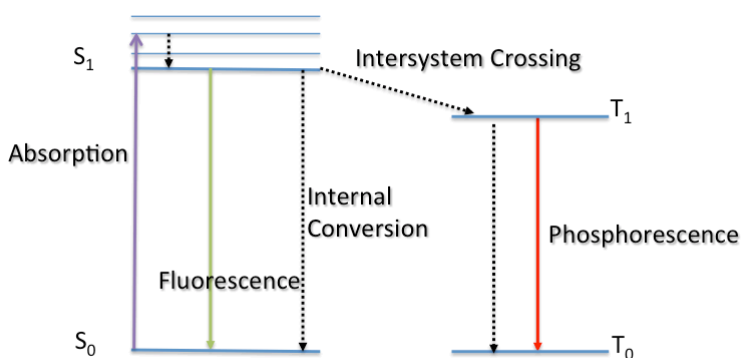 S1
Intersystem Crossing
T1
Absorption
Internal
Conversion
Phosphorescence
Fluorescence
S0
T0